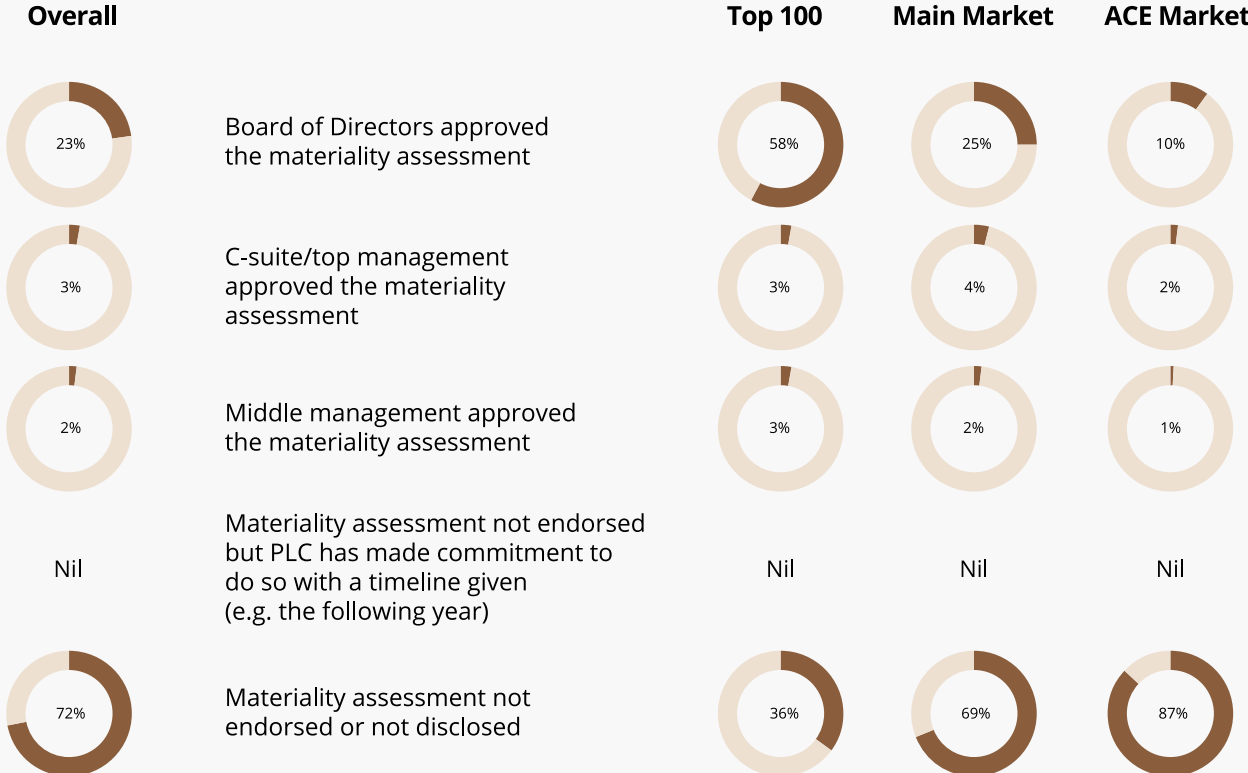 Overall
Top 100
Main Market
ACE Market
23%
Board of Directors approved
the materiality assessment
58%
25%
10%
3%
C-suite/top management
approved the materiality
assessment
3%
4%
2%
2%
Middle management approved
the materiality assessment
3%
2%
1%
Nil
Materiality assessment not endorsed
but PLC has made commitment to
do so with a timeline given
(e.g. the following year)
Nil
Nil
Nil
72%
Materiality assessment not
endorsed or not disclosed
36%
69%
87%